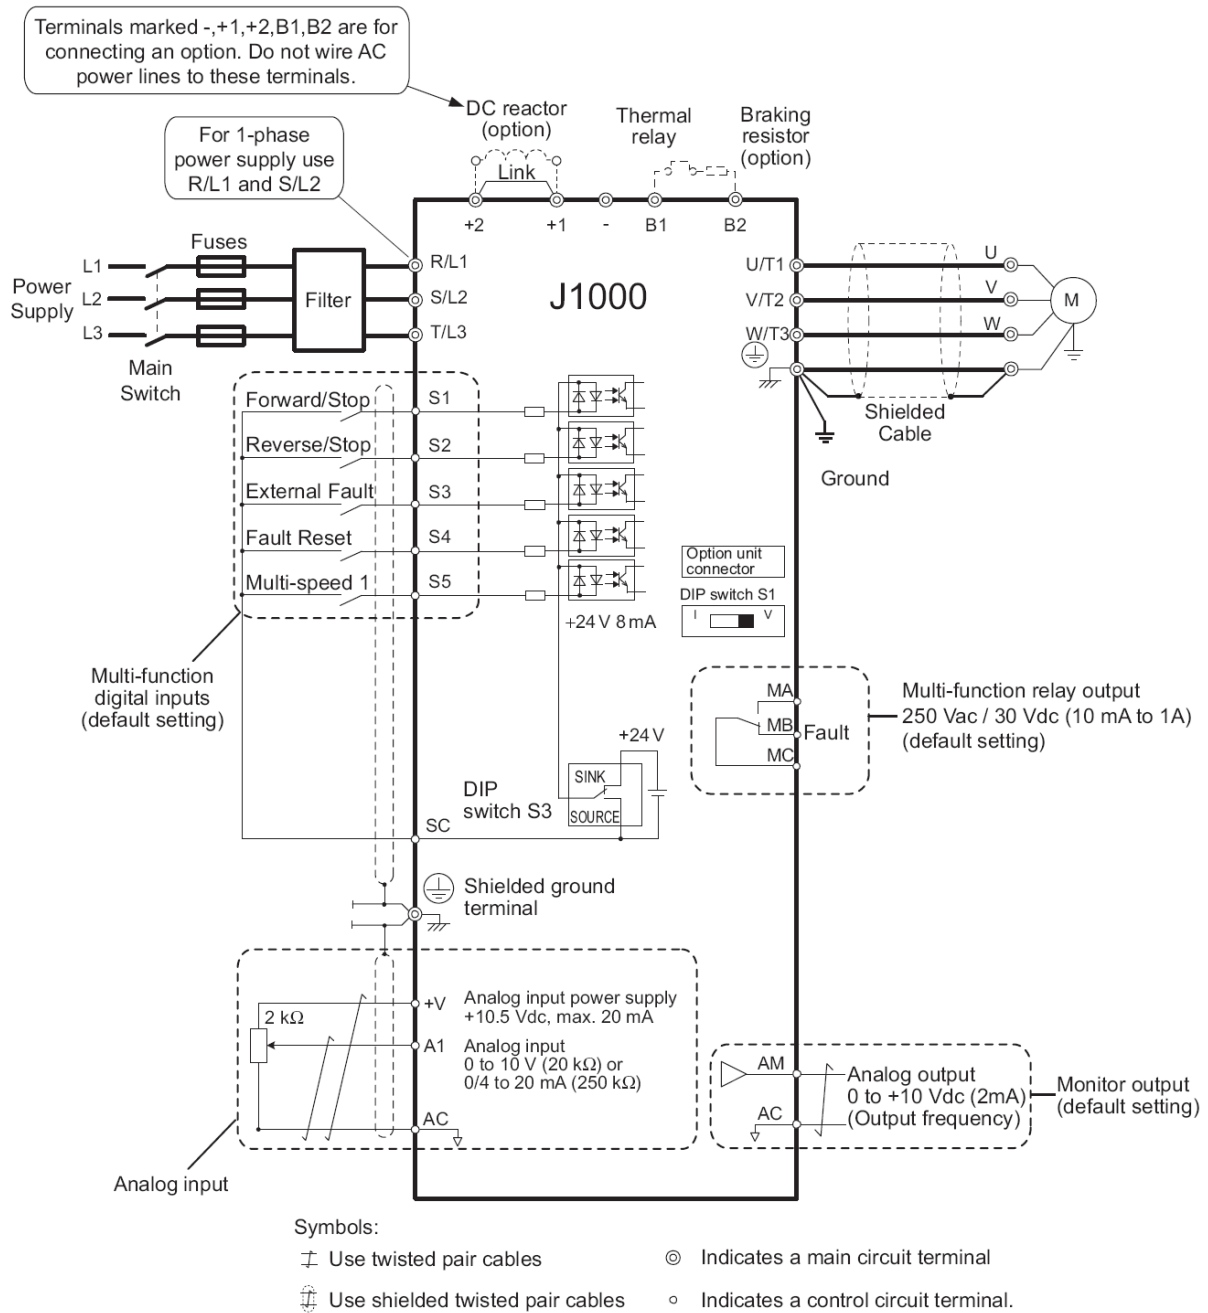 Terminals marked -,+1,+2,B1,B2 are for
connecting an option. Do not wire AC
power lines to these terminals.
DC reactor
(option)
Thermal
relay
Braking
resistor
(option)
For 1-phase
power supply use
R/L1 and S/L2
Link
+2
+1
-
B1
B2
Fuses
L1
Power
Supply
L2
L3
Filter
Main
Switch
R/L1
S/L2
T/L3
J1000
U/T1
V/T2
W/T3
U
V
W
M
Shielded
Cable
Ground
Forward/Stop
S1
Reverse/Stop
S2
External Fault
S3
Fault Reset
S4
Multi-speed 1
S5
+24 V 8 mA
Option unit
connector
DIP switch S1
I
V
Multi-function
digital inputs
(default setting)
MA
MB
MC
Fault
Multi-function relay output
250 Vac / 30 Vdc (10 mA to 1A)
(default setting)
+24 V
SINK
SOURCE
DIP
switch S3
SC
Shielded ground
terminal
2 kΩ
+V
Analog input power supply
+10.5 Vdc, max. 20 mA
A1
Analog input
0 to 10 V (20 kΩ) or
0/4 to 20 mA (250 kΩ)
AC
Analog input
AM
AC
Analog output
0 to +10 Vdc (2mA)
(Output frequency)
Monitor output
(default setting)
Symbols:
Use twisted pair cables
Indicates a main circuit terminal
Use shielded twisted pair cables
Indicates a control circuit terminal.